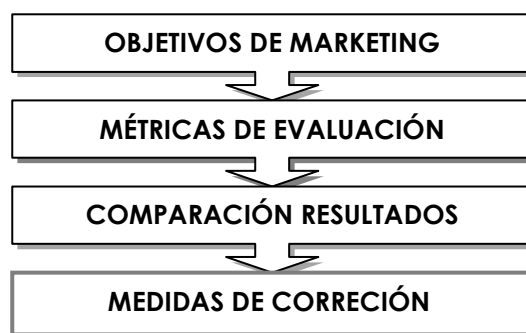 OBJETIVOS DE MARKETING
MÉTRICAS DE EVALUACIÓN
COMPARACIÓN RESULTADOS
MEDIDAS DE CORRECIÓN